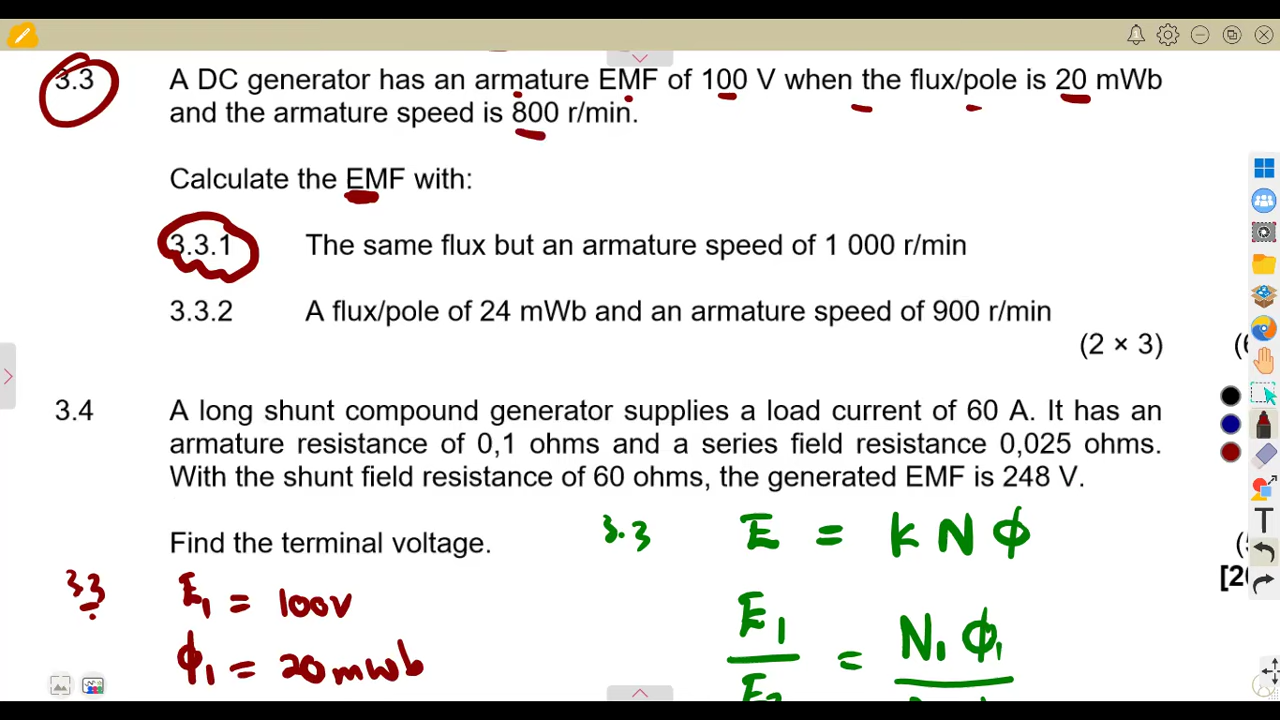 3.3 A DC generator has an armature EMF of 100 V when the flux/pole is 20 mWb
and the armature speed is 800 r/min.
Calculate the EMF with:
3.3.1 The same flux but an armature speed of 1 000 r/min
3.3.2 A flux/pole of 24 mWb and an armature speed of 900 r/min
(2 × 3)
3.4 A long shunt compound generator supplies a load current of 60 A. It has an
armature resistance of 0,1 ohms and a series field resistance 0,025 ohms.
With the shunt field resistance of 60 ohms, the generated EMF is 248 V.
Find the terminal voltage.
3.3 E = k N Φ
3.3 E₁ = 100V
Φ₁ = 20mWb
E₁ = N₁ Φ₁
T